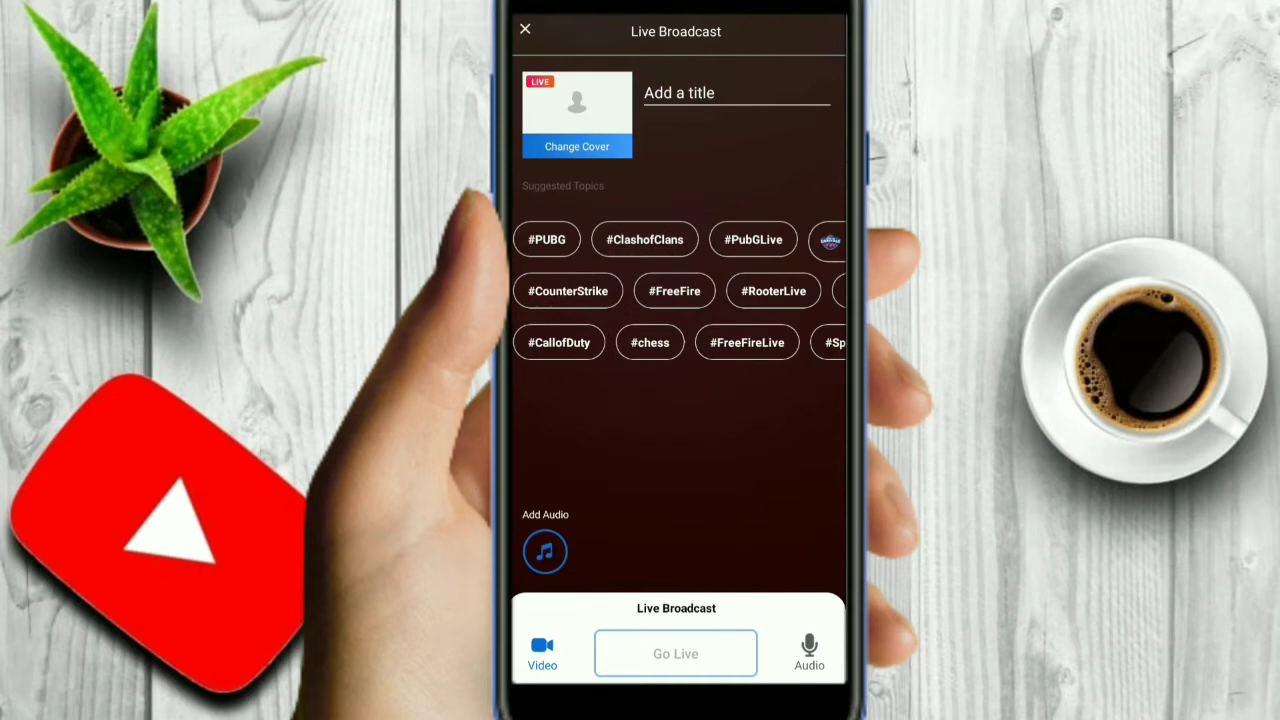 Live Broadcast
LIVE
Add a title
Change Cover
Suggested Topics
#PUBG #ClashofClans #PubGLive
#CounterStrike #FreeFire #RooterLive
#CallofDuty #chess #FreeFireLive #Sp
Add Audio
Live Broadcast
Video Go Live Audio